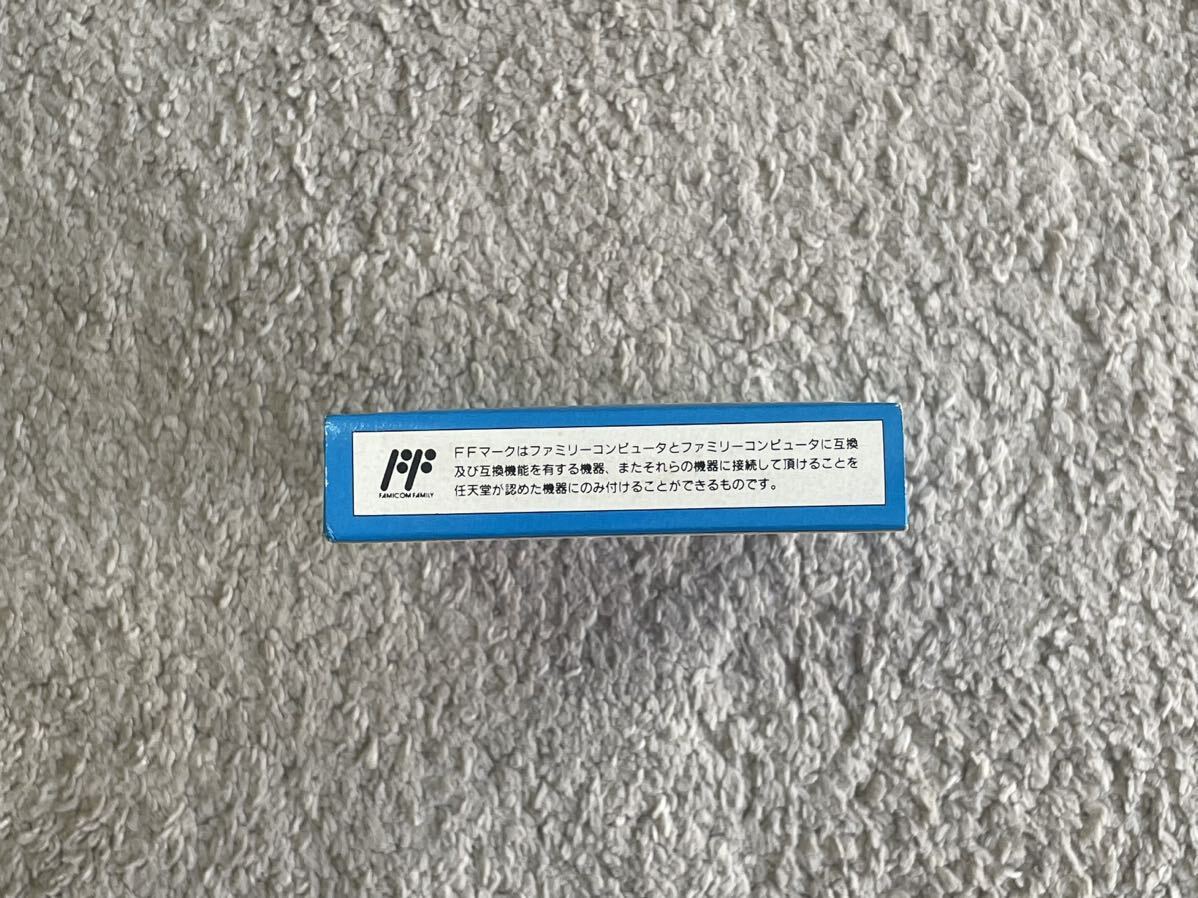 FF
FAMICOM FAMILY
FFマークはファミリーコンピュータとファミリーコンピュータに互換
及び互換機能を有する機器、またそれらの機器に接続して頂けることを
任天堂が認めた機器にのみ付けることができるものです。